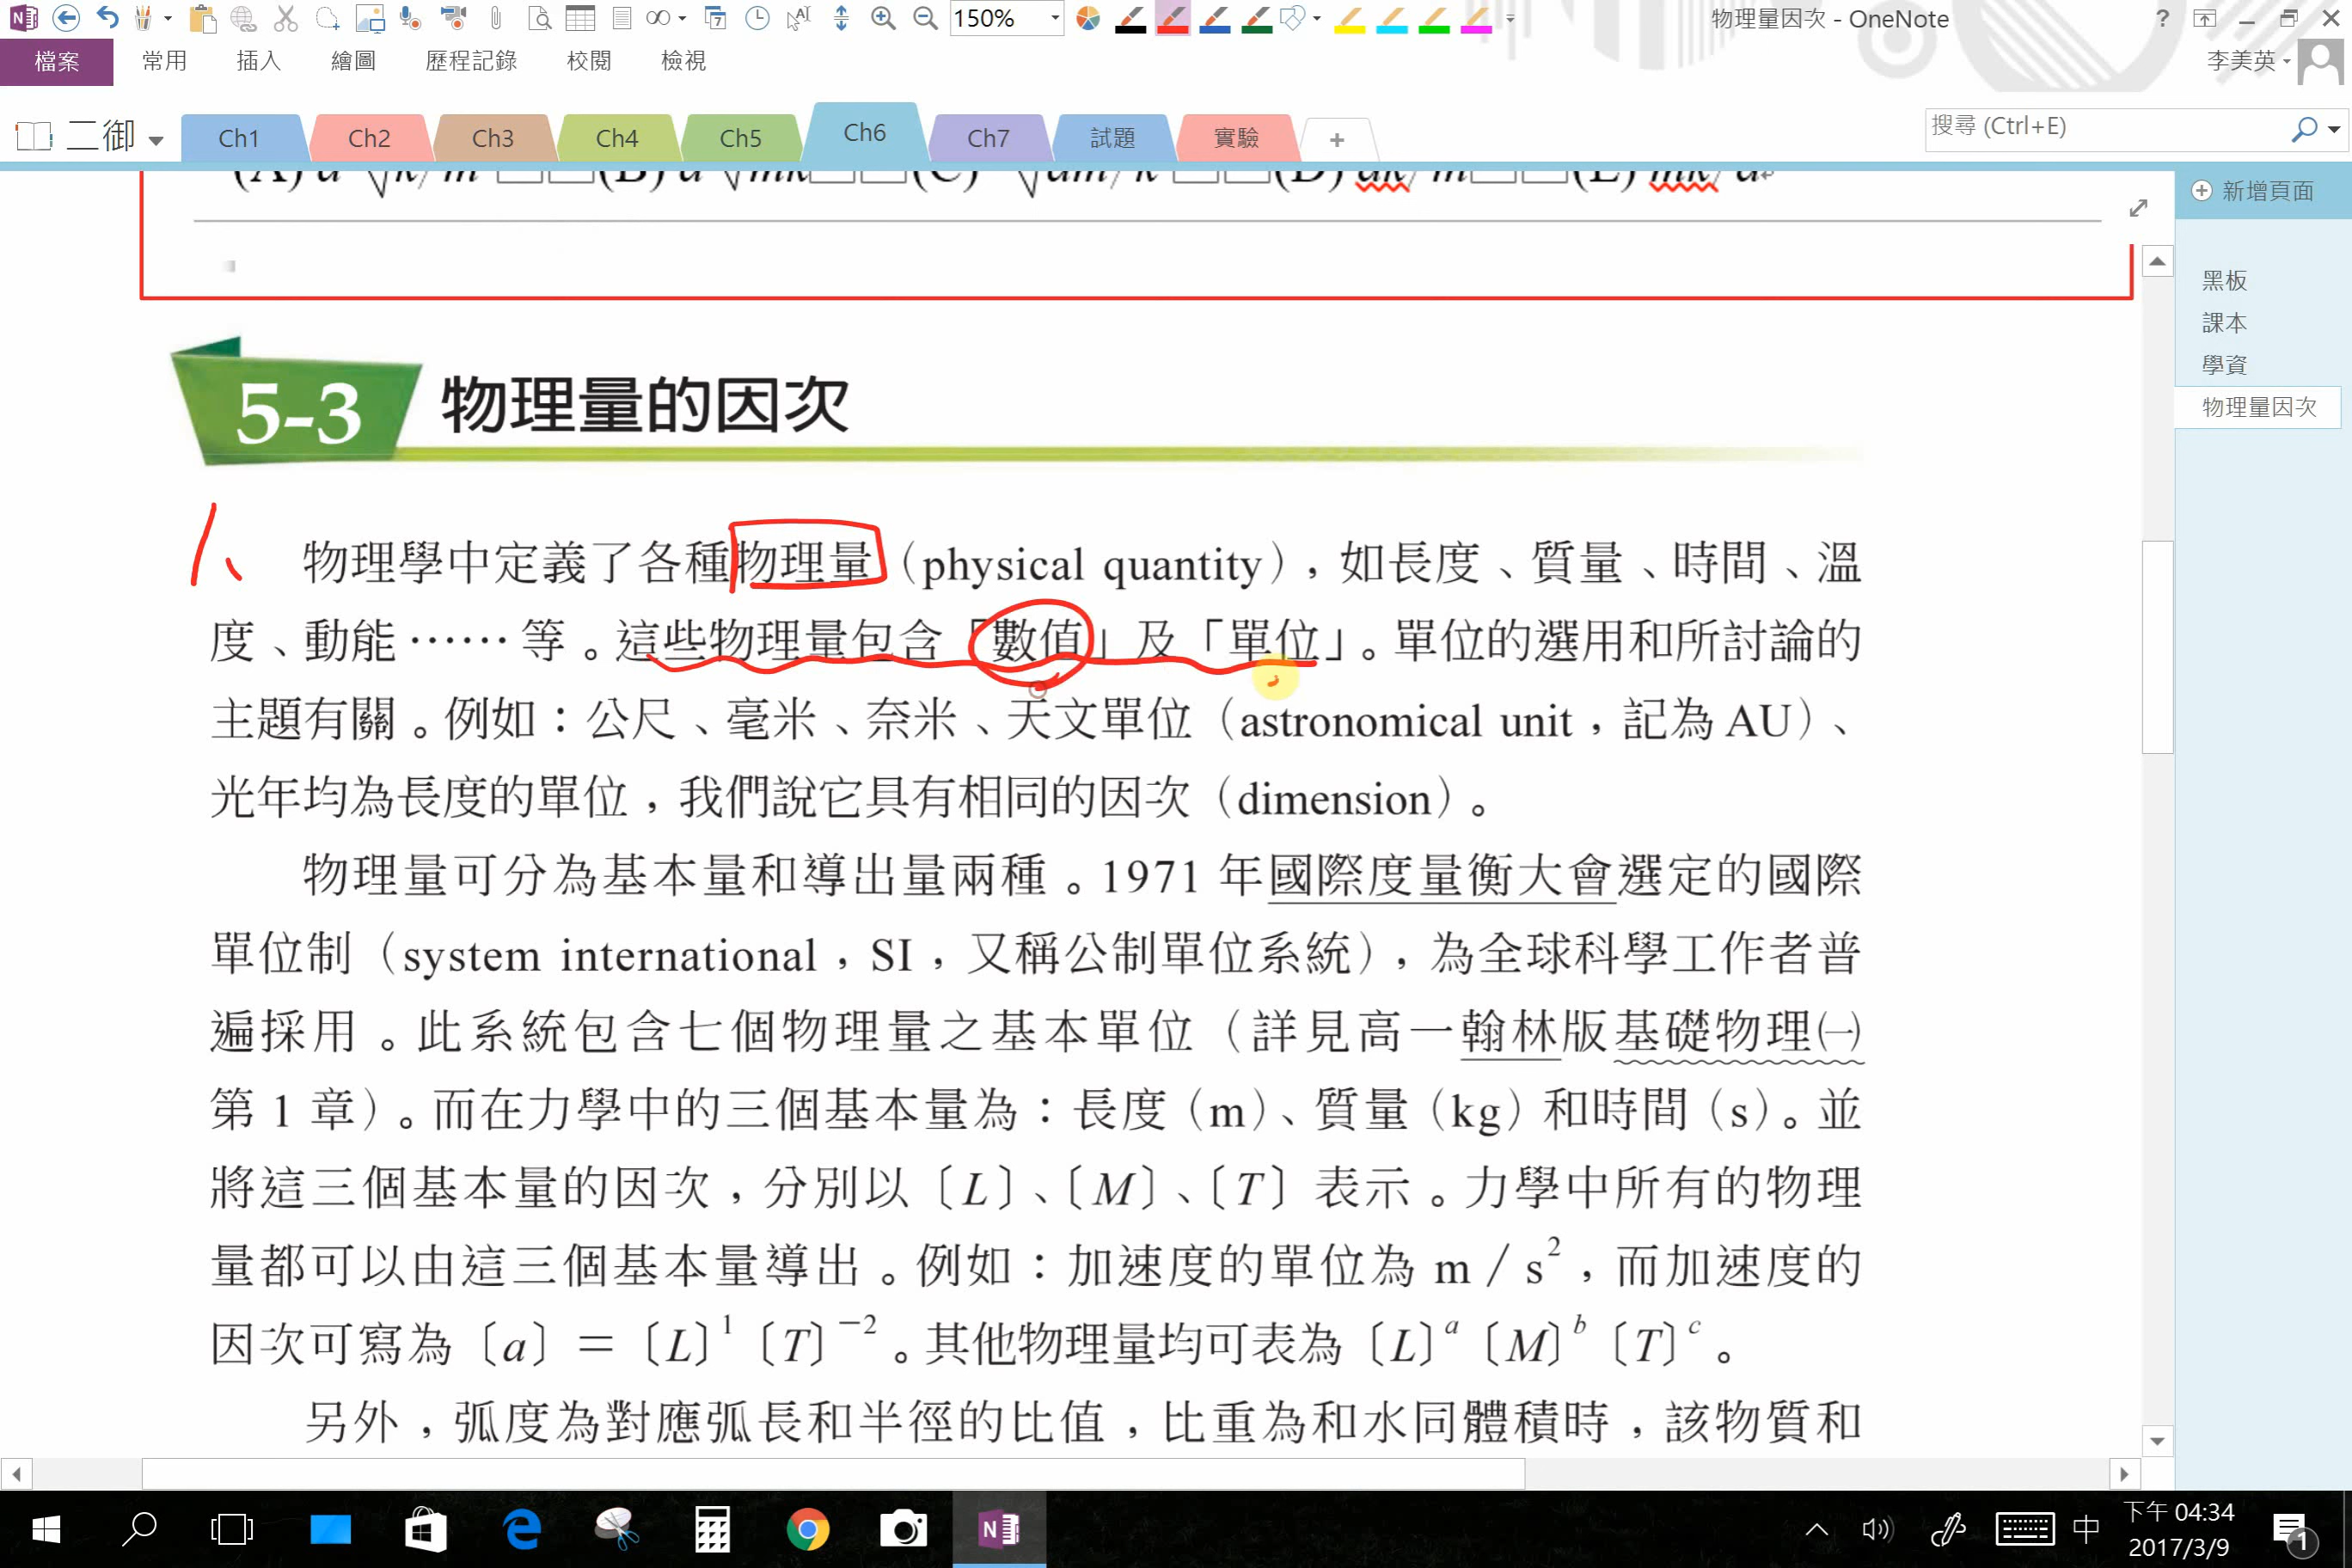 150%
物理量因次 - OneNote
?
檔案
常用
插入
繪圖
歷程記錄
校閱
檢視
李美英
二御
Ch1
Ch2
Ch3
Ch4
Ch5
Ch6
Ch7
試題
實驗
+
搜尋 (Ctrl+E)
新增頁面
黑板
課本
學資
物理量因次
5-3 物理量的因次
1、
物理學中定義了各種物理量(physical quantity),如長度、質量、時間、溫
度、動能⋯⋯等。這些物理量包含「數值」及「單位」。單位的選用和所討論的
主題有關。例如:公尺、毫米、奈米、天文單位(astronomical unit,記為 AU)、
光年均為長度的單位,我們說它具有相同的因次(dimension)。
物理量可分為基本量和導出量兩種。1971 年國際度量衡大會選定的國際
單位制(system international,SI,又稱公制單位系統),為全球科學工作者普
遍採用。此系統包含七個物理量之基本單位(詳見高一翰林版基礎物理㈠
第 1 章)。而在力學中的三個基本量為:長度(m)、質量(kg)和時間(s)。並
將這三個基本量的因次,分別以〔L〕、〔M〕、〔T〕表示。力學中所有的物理
量都可以由這三個基本量導出。例如:加速度的單位為 m/s²,而加速度的
因次可寫為〔a〕=〔L〕¹〔T〕⁻²。其他物理量均可表為〔L〕ᵃ〔M〕ᵇ〔T〕ᶜ。
另外,弧度為對應弧長和半徑的比值,比重為和水同體積時,該物質和
中
下午 04:34
2017/3/9
1